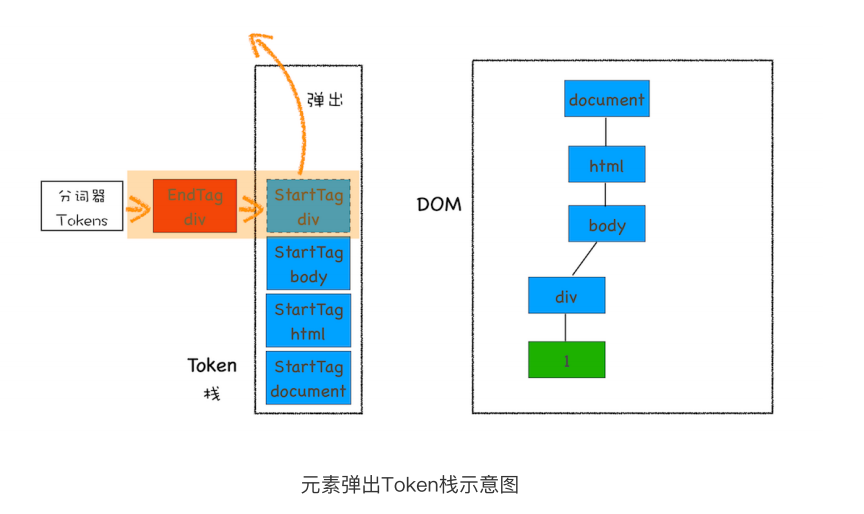 弹出
分词器
Tokens
EndTag
div
StartTag
div
StartTag
body
StartTag
html
StartTag
document
Token
栈
DOM
document
html
body
div
1
元素弹出Token栈示意图